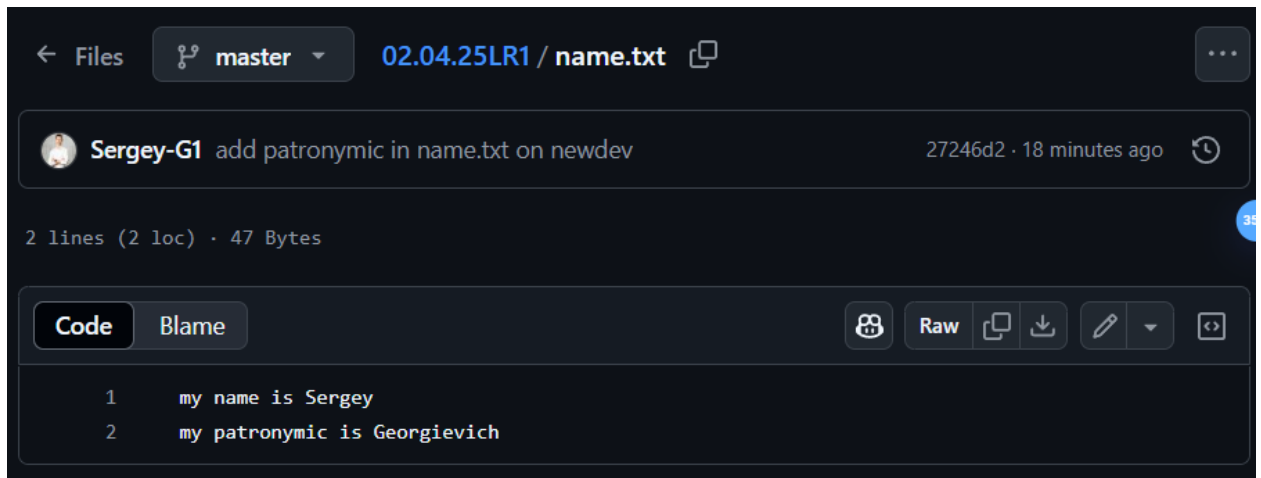 Files master 02.04.25LR1 / name.txt
Sergey-G1 add patronymic in name.txt on newdev 27246d2 · 18 minutes ago
2 lines (2 loc) · 47 Bytes
Code Blame Raw
1 my name is Sergey
2 my patronymic is Georgievich